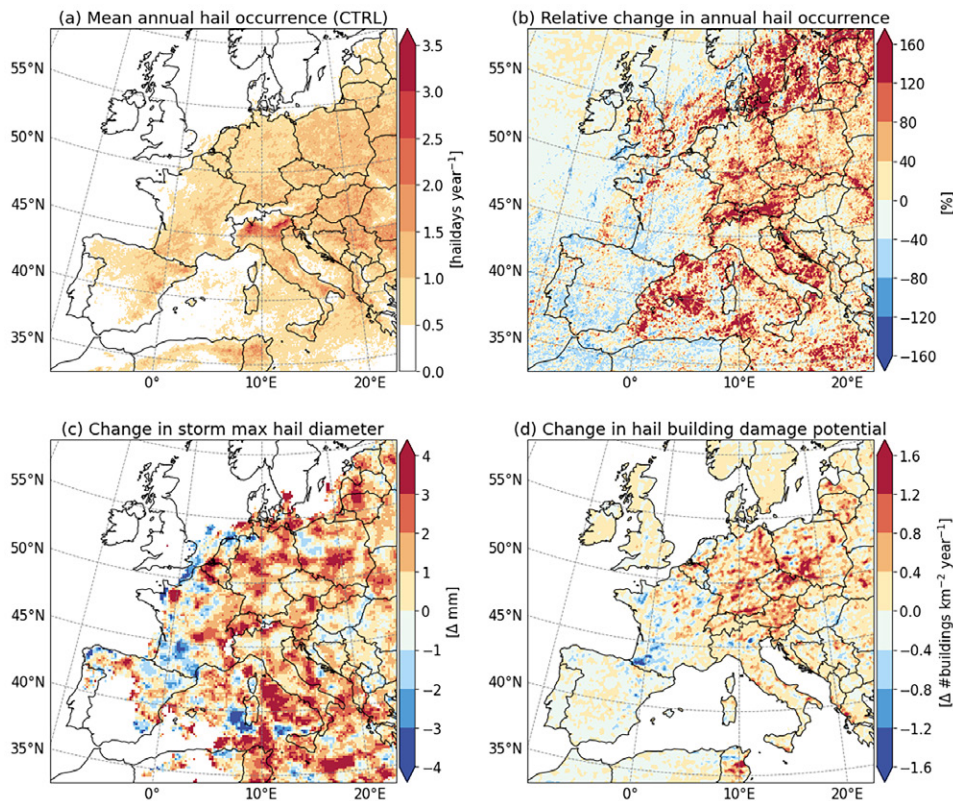 (a) Mean annual hail occurrence (CTRL)
55°N
50°N
45°N
40°N
35°N
0°
10°E
20°E
3.5
3.0
2.5
2.0
1.5
1.0
0.5
0.0
[haildays year⁻¹]
(b) Relative change in annual hail occurrence
55°N
50°N
45°N
40°N
35°N
0°
10°E
20°E
160
120
80
40
0
−40
−80
−120
−160
[%]
(c) Change in storm max hail diameter
55°N
50°N
45°N
40°N
35°N
0°
10°E
20°E
4
3
2
1
0
−1
−2
−3
−4
[Δ mm]
(d) Change in hail building damage potential
55°N
50°N
45°N
40°N
35°N
0°
10°E
20°E
1.6
1.2
0.8
0.4
0.0
−0.4
−0.8
−1.2
−1.6
[Δ #buildings km⁻² year⁻¹]